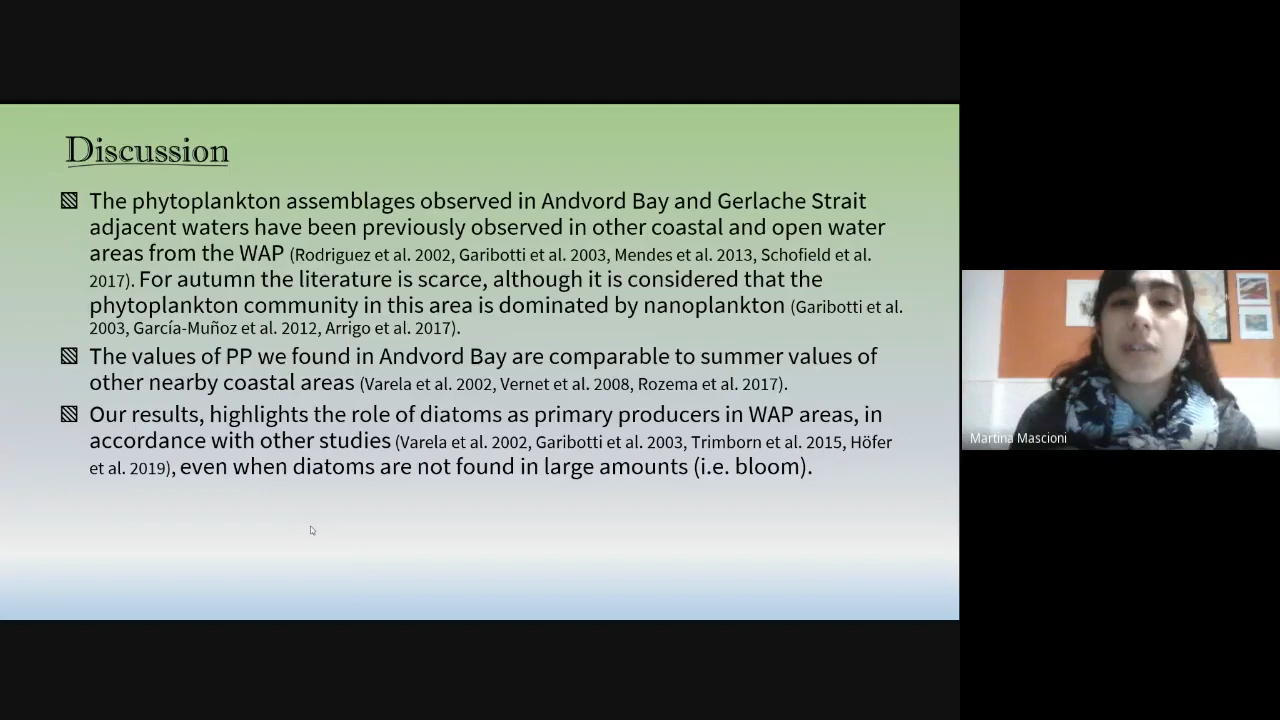 Discussion
The phytoplankton assemblages observed in Andvord Bay and Gerlache Strait
adjacent waters have been previously observed in other coastal and open water
areas from the WAP (Rodriguez et al. 2002, Garibotti et al. 2003, Mendes et al. 2013, Schofield et al.
2017). For autumn the literature is scarce, although it is considered that the
phytoplankton community in this area is dominated by nanoplankton (Garibotti et al.
2003, García-Muñoz et al. 2012, Arrigo et al. 2017).
The values of PP we found in Andvord Bay are comparable to summer values of
other nearby coastal areas (Varela et al. 2002, Vernet et al. 2008, Rozema et al. 2017).
Our results, highlights the role of diatoms as primary producers in WAP areas, in
accordance with other studies (Varela et al. 2002, Garibotti et al. 2003, Trimborn et al. 2015, Höfer
et al. 2019), even when diatoms are not found in large amounts (i.e. bloom).
Martina Mascioni